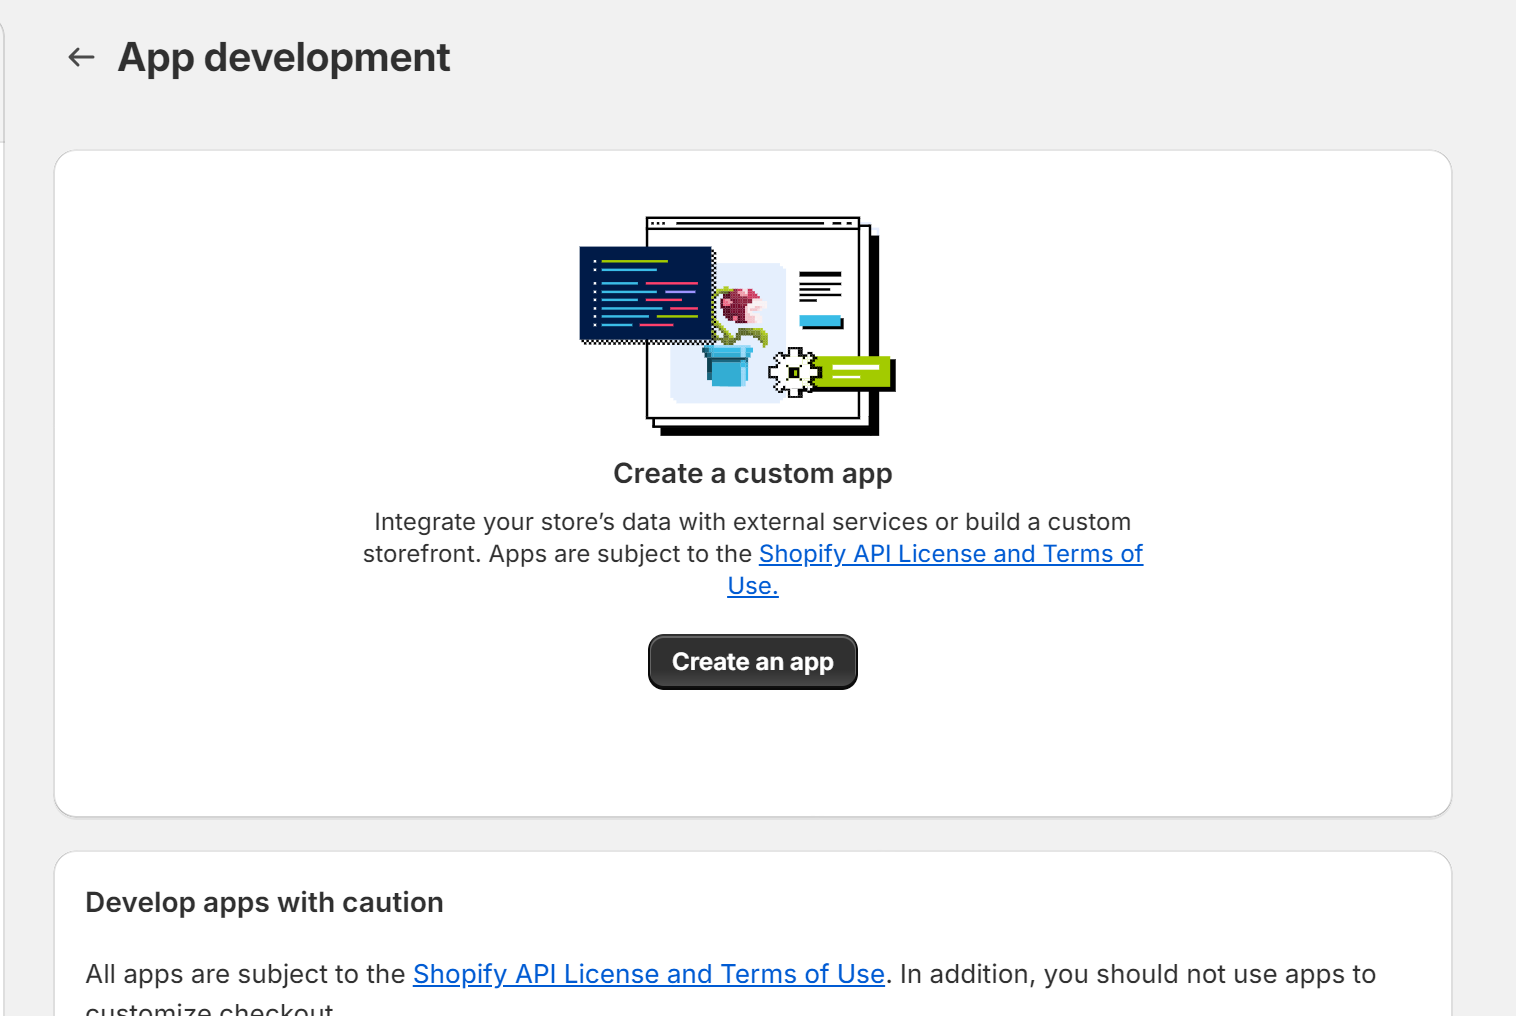 App development
Create a custom app
Integrate your store’s data with external services or build a custom
storefront. Apps are subject to the Shopify API License and Terms of
Use.
Create an app
Develop apps with caution
All apps are subject to the Shopify API License and Terms of Use. In addition, you should not use apps to
customize checkout.